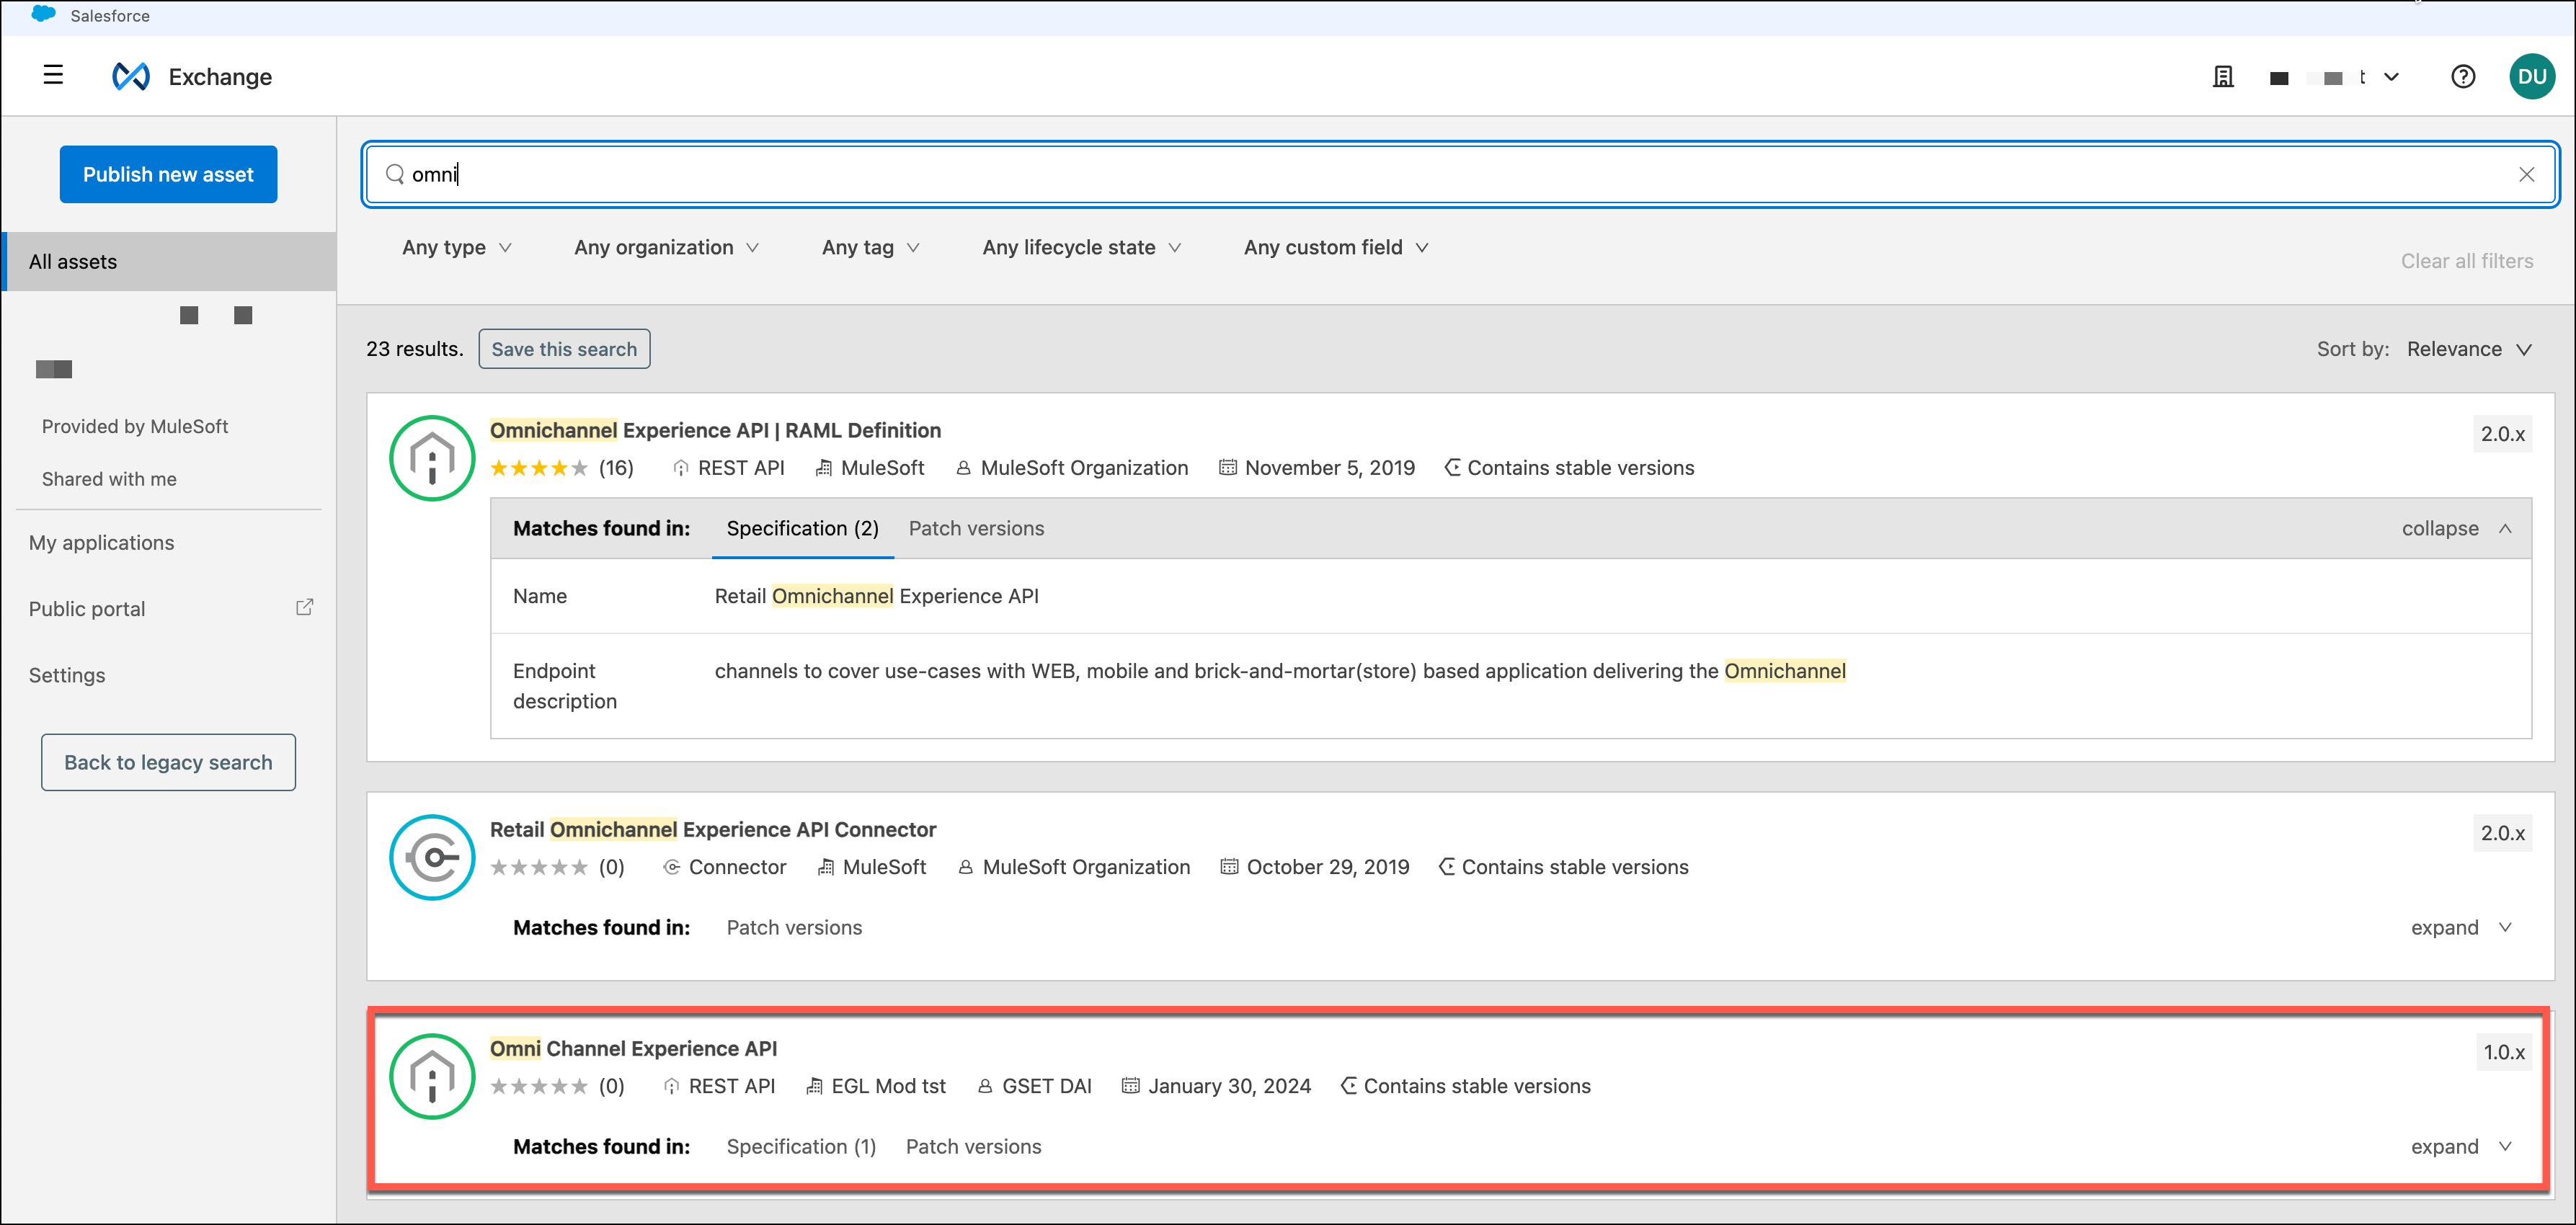 Salesforce
Exchange
t
DU
Publish new asset
All assets
Provided by MuleSoft
Shared with me
My applications
Public portal
Settings
Back to legacy search
omni
Any type Any organization Any tag Any lifecycle state Any custom field
Clear all filters
23 results. Save this search Sort by: Relevance
Omnichannel Experience API | RAML Definition 2.0.x
(16) REST API MuleSoft MuleSoft Organization November 5, 2019 Contains stable versions
Matches found in: Specification (2) Patch versions collapse
Name Retail Omnichannel Experience API
Endpoint description channels to cover use-cases with WEB, mobile and brick-and-mortar(store) based application delivering the Omnichannel
Retail Omnichannel Experience API Connector 2.0.x
(0) Connector MuleSoft MuleSoft Organization October 29, 2019 Contains stable versions
Matches found in: Patch versions expand
Omni Channel Experience API 1.0.x
(0) REST API EGL Mod tst GSET DAI January 30, 2024 Contains stable versions
Matches found in: Specification (1) Patch versions expand